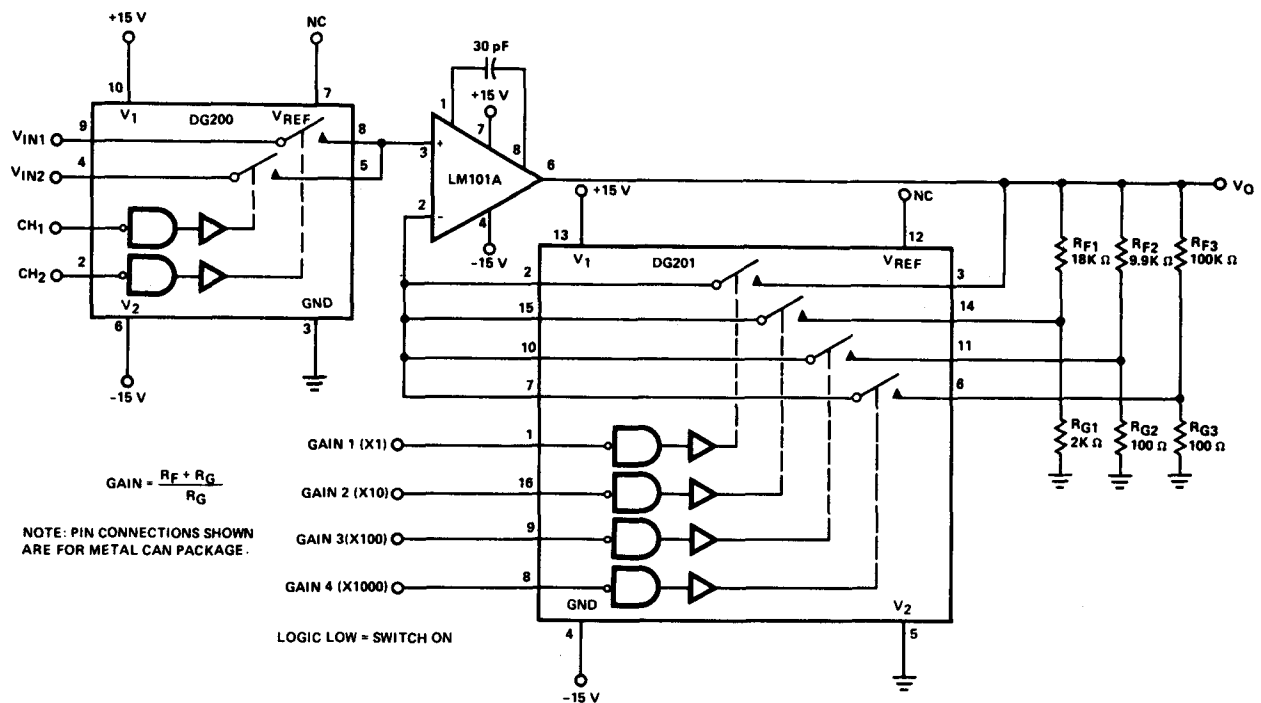 +15 V
NC
30 pF
10
7
1
+15 V
V1
DG200
VREF
7
9
VIN1
8
3
+
8
6
4
VIN2
5
LM101A
+15 V
NC
VO
2
-
4
-15 V
13
12
CH1
V1
DG201
VREF
RF1
18K Ω
RF2
9.9K Ω
RF3
100K Ω
2
CH2
2
3
V2
GND
15
14
6
3
10
11
-15 V
7
6
GAIN 1 (X1)
1
RG1
2K Ω
RG2
100 Ω
RG3
100 Ω
GAIN = RF + RG
RG
GAIN 2 (X10)
16
NOTE: PIN CONNECTIONS SHOWN
ARE FOR METAL CAN PACKAGE.
GAIN 3(X100)
9
GAIN 4 (X1000)
8
GND
V2
LOGIC LOW = SWITCH ON
4
5
-15 V